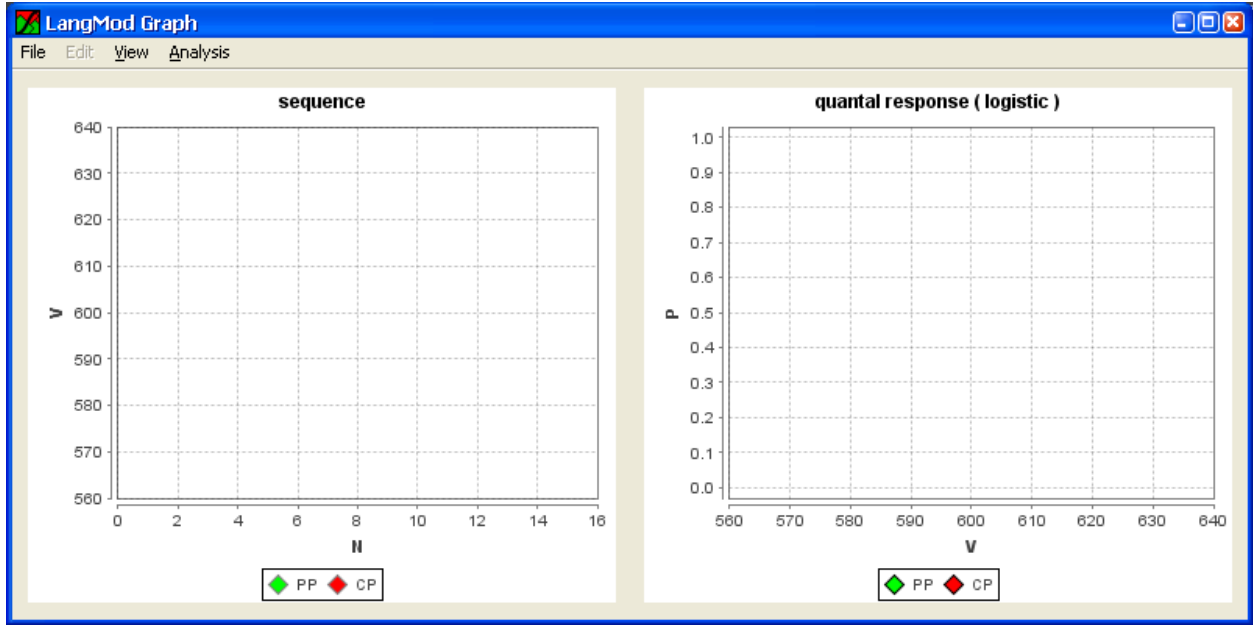 LangMod Graph
File Edit View Analysis
sequence
640
630
620
610
V 600
590
580
570
560
0 2 4 6 8 10 12 14 16
N
PP CP
quantal response ( logistic )
1.0
0.9
0.8
0.7
0.6
P 0.5
0.4
0.3
0.2
0.1
0.0
560 570 580 590 600 610 620 630 640
V
PP CP